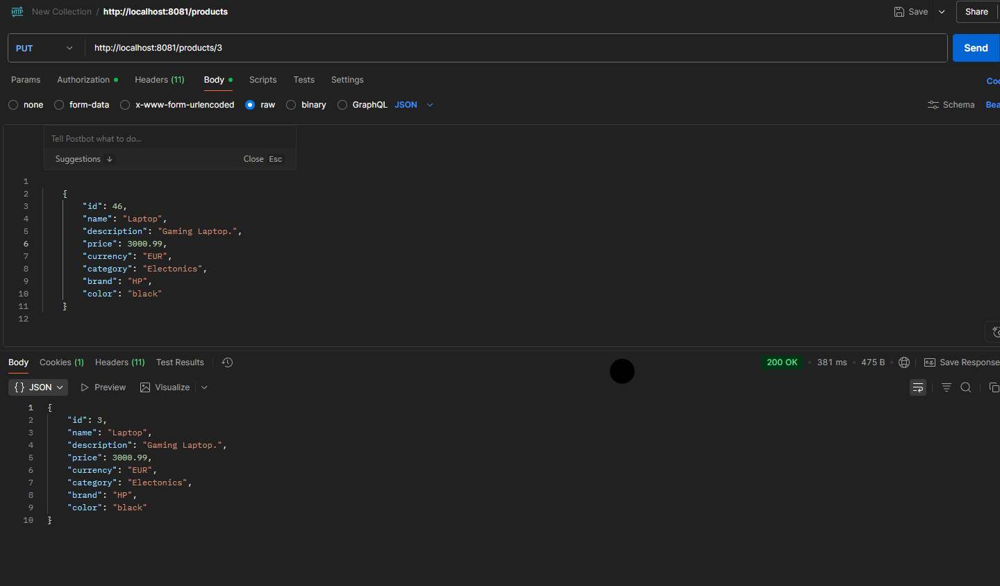 HTTP New Collection / http://localhost:8081/products Save Share
PUT http://localhost:8081/products/3 Send
Params Authorization Headers (11) Body Scripts Tests Settings
none form-data x-www-form-urlencoded raw binary GraphQL JSON Schema
Tell Postbot what to do...
Suggestions ↓ Close Esc
1
2 {
3 "id": 46,
4 "name": "Laptop",
5 "description": "Gaming Laptop.",
6 "price": 3000.99,
7 "currency": "EUR",
8 "category": "Electonics",
9 "brand": "HP",
10 "color": "black"
11 }
12
Body Cookies (1) Headers (11) Test Results 200 OK • 381 ms • 475 B • e.g. Save Response
{} JSON Preview Visualize
1 {
2 "id": 3,
3 "name": "Laptop",
4 "description": "Gaming Laptop.",
5 "price": 3000.99,
6 "currency": "EUR",
7 "category": "Electonics",
8 "brand": "HP",
9 "color": "black"
10 }